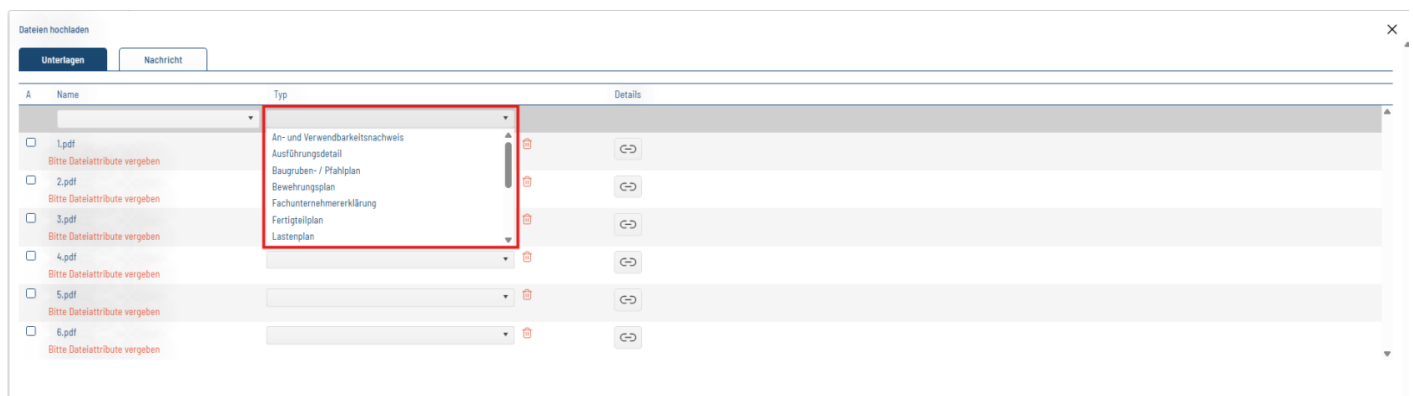 Dateien hochladen
Unterlagen Nachricht
A Name Typ Details
An- und Verwendbarkeitsnachweis
Ausführungsdetail
Baugruben- / Pfahlplan
Bewehrungsplan
Fachunternehmererklärung
Fertigteilplan
Lastenplan
1.pdf
Bitte Dateiattribute vergeben
2.pdf
Bitte Dateiattribute vergeben
3.pdf
Bitte Dateiattribute vergeben
4.pdf
Bitte Dateiattribute vergeben
5.pdf
Bitte Dateiattribute vergeben
6.pdf
Bitte Dateiattribute vergeben